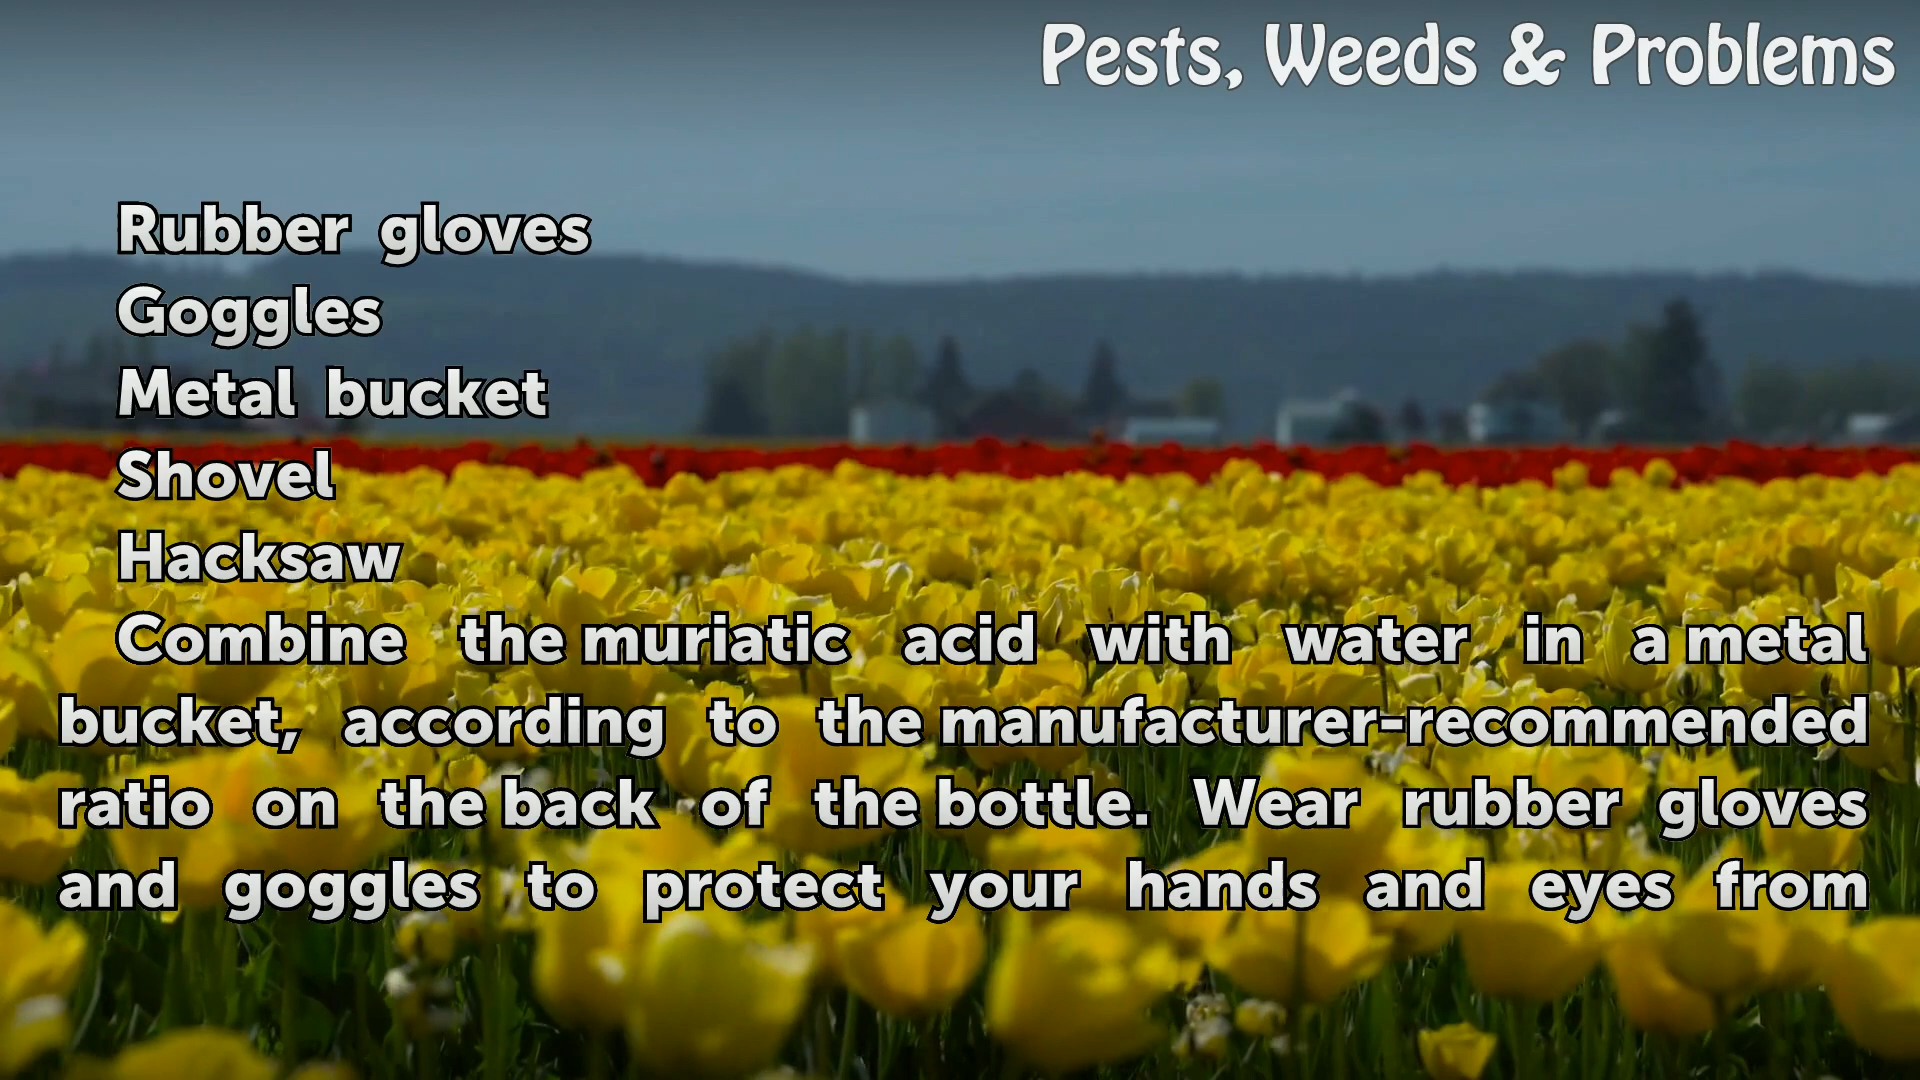 Pests, Weeds & Problems
Rubber gloves
Goggles
Metal bucket
Shovel
Hacksaw
Combine the muriatic acid with water in a metal
bucket, according to the manufacturer-recommended
ratio on the back of the bottle. Wear rubber gloves
and goggles to protect your hands and eyes from